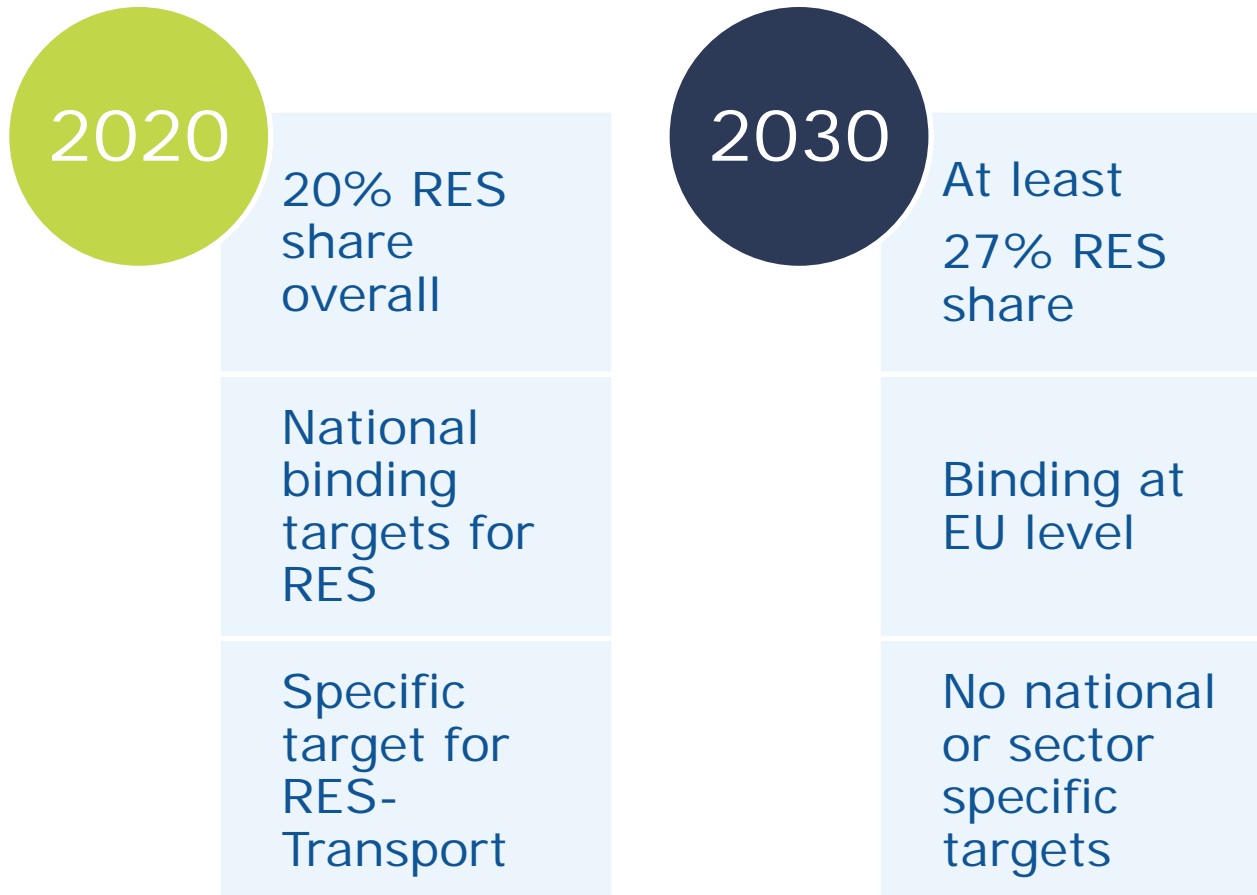 2020
20% RES
share
overall
National
binding
targets for
RES
Specific
target for
RES-
Transport
2030
At least
27% RES
share
Binding at
EU level
No national
or sector
specific
targets